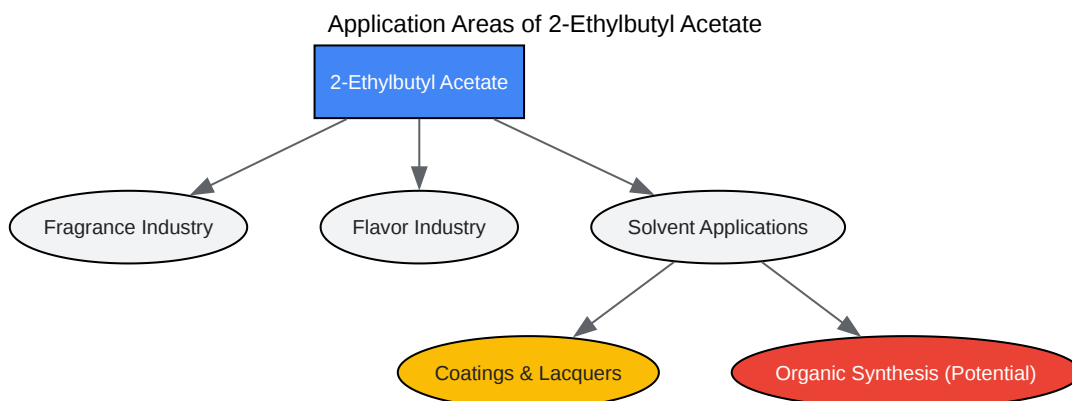 Application Areas of 2-Ethylbutyl Acetate
2-Ethylbutyl Acetate
Fragrance Industry
Flavor Industry
Solvent Applications
Coatings & Lacquers
Organic Synthesis (Potential)